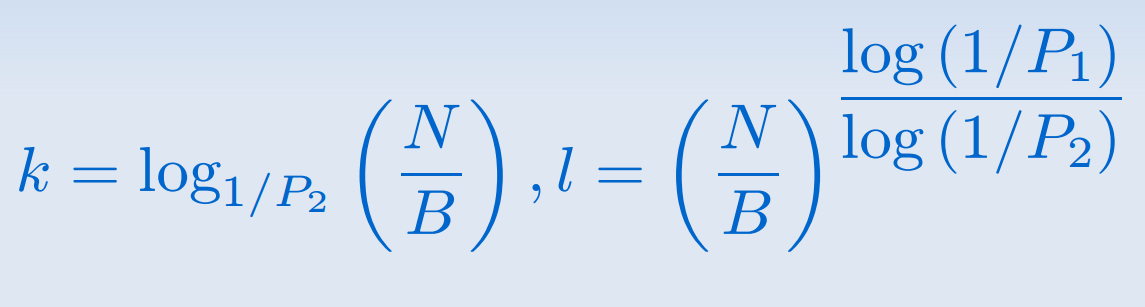 k = log_{1/P_2} (N/B), l = (N/B)^{log(1/P_1)/log(1/P_2)}